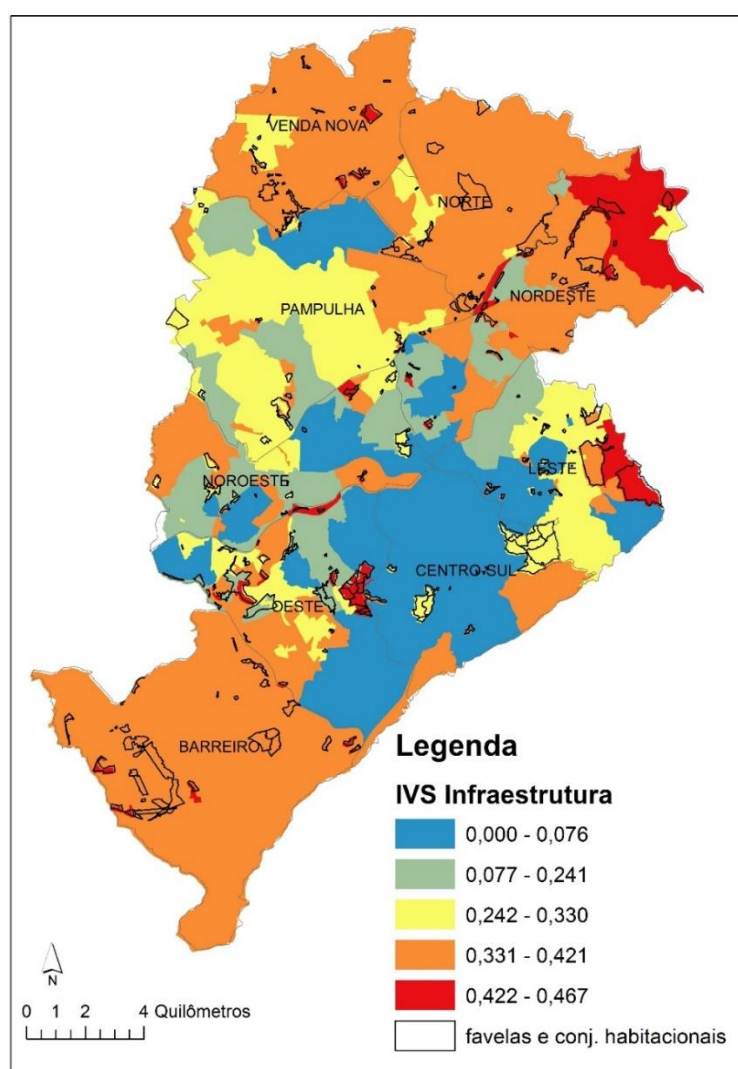 VENDA NOVA
NORTE
NORDESTE
PAMPULHA
LESTE
NOROESTE
CENTRO SUL
OESTE
BARREIRO
Legenda
IVS Infraestrutura
0,000 - 0,076
0,077 - 0,241
0,242 - 0,330
0,331 - 0,421
0,422 - 0,467
favelas e conj. habitacionais
N
0 1 2 4 Quilômetros